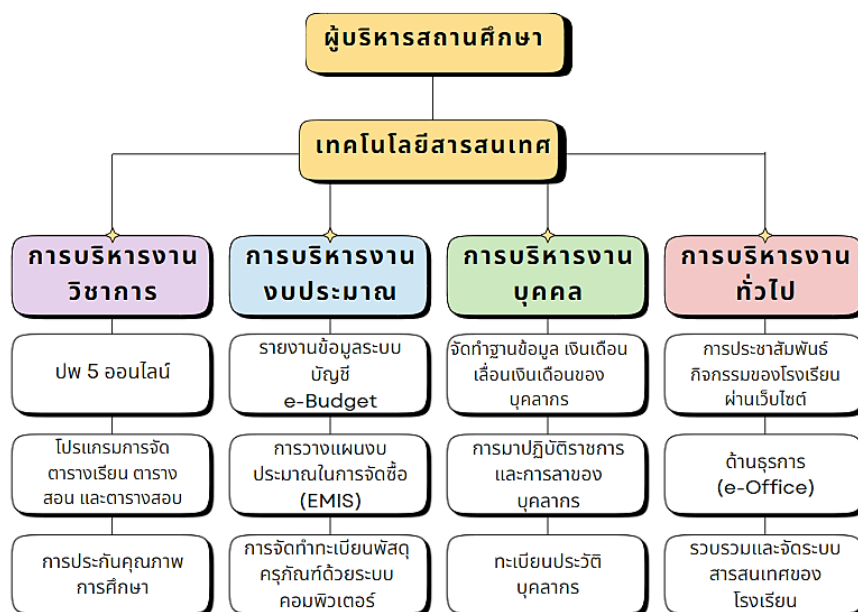 ผู้บริหารสถานศึกษา
เทคโนโลยีสารสนเทศ
การบริหารงาน
วิชาการ
ปพ 5 ออนไลน์
โปรแกรมการจัด
ตารางเรียน ตาราง
สอน และตารางสอบ
การประกันคุณภาพ
การศึกษา
การบริหารงาน
งบประมาณ
รายงานข้อมูลระบบ
บัญชี
e-Budget
การวางแผนงบ
ประมาณในการจัดซื้อ
(EMIS)
การจัดทำทะเบียนพัสดุ
ครุภัณฑ์ด้วยระบบ
คอมพิวเตอร์
การบริหารงาน
บุคคล
จัดทำฐานข้อมูล เงินเดือน
เลื่อนเงินเดือนของ
บุคลากร
การมาปฏิบัติราชการ
และการลาของ
บุคลากร
ทะเบียนประวัติ
บุคลากร
การบริหารงาน
ทั่วไป
การประชาสัมพันธ์
กิจกรรมของโรงเรียน
ผ่านเว็บไซต์
ด้านธุรการ
(e-Office)
รวบรวมและจัดระบบ
สารสนเทศของ
โรงเรียน